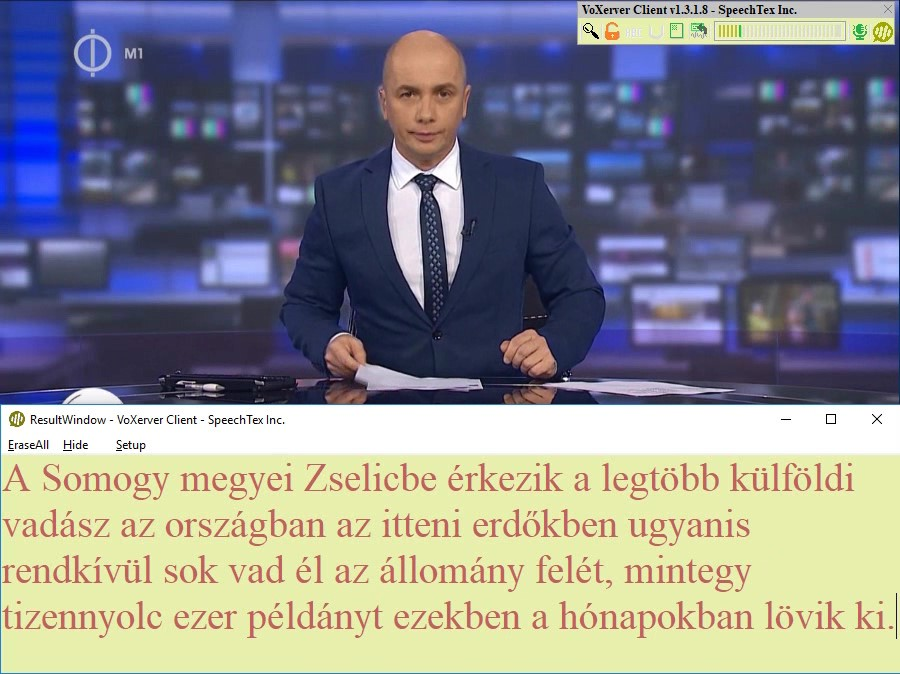 VoXerver Client v1.3.1.8 - SpeechTex Inc.
M1
ResultWindow - VoXerver Client - SpeechTex Inc.
EraseAll Hide Setup
A Somogy megyei Zselicbe érkezik a legtöbb külföldi
vadász az országban az itteni erdőkben ugyanis
rendkívül sok vad él az állomány felét, mintegy
tizennyolc ezer példányt ezekben a hónapokban lövik ki.